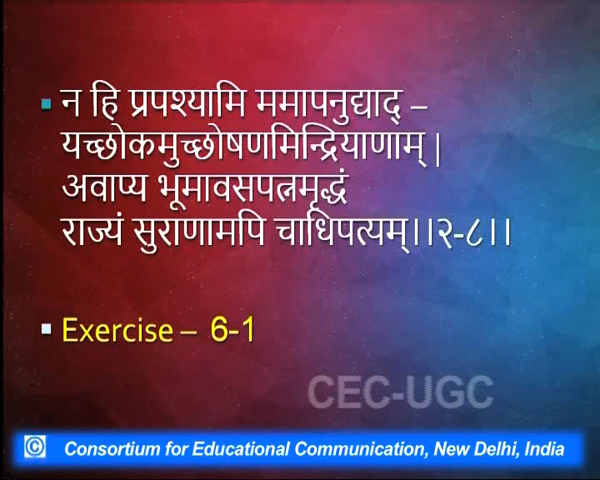 न हि प्रपश्यामि ममापनुद्याद् –
यच्छोकमुच्छोषणमिन्द्रियाणाम् |
अवाप्य भूमावसपत्नमृद्धं
राज्यं सुराणामपि चाधिपत्यम्।।२-८।।
Exercise – 6-1
CEC-UGC
© Consortium for Educational Communication, New Delhi, India